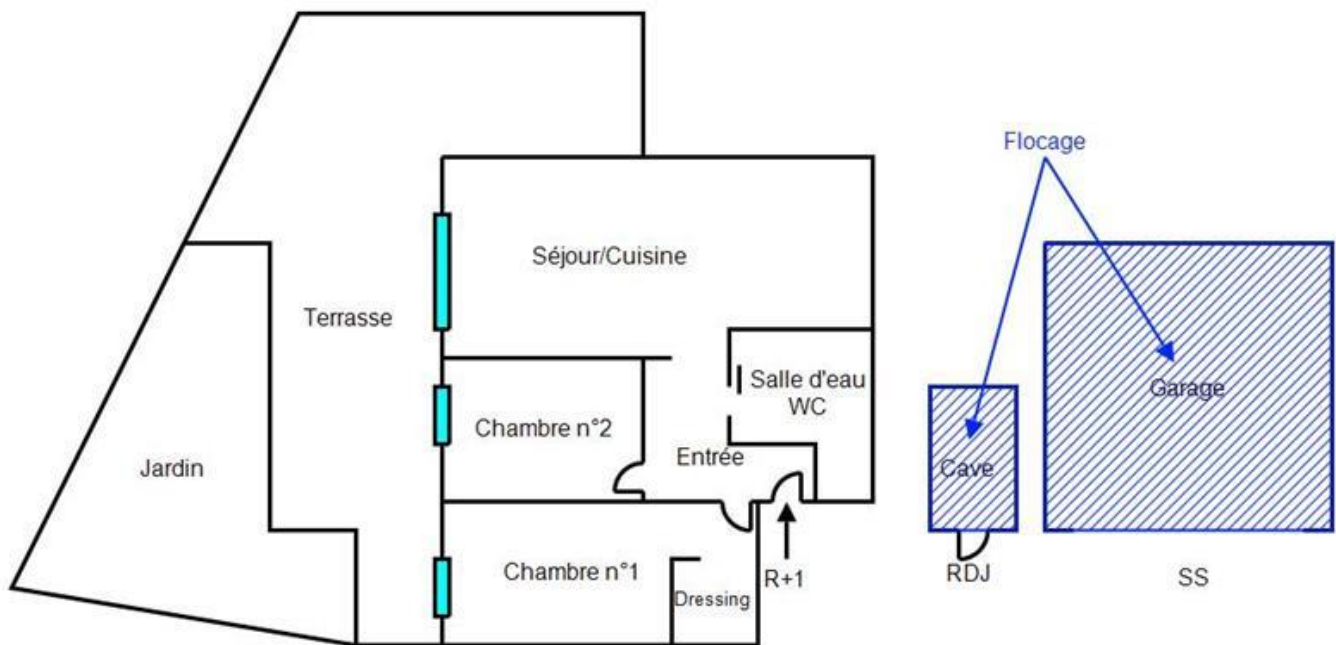 Flocage
Séjour/Cuisine
Terrasse
Salle d'eau
WC
Garage
Chambre n°2
Entrée
Jardin
Cave
Chambre n°1
Dressing
R+1
RDJ
SS